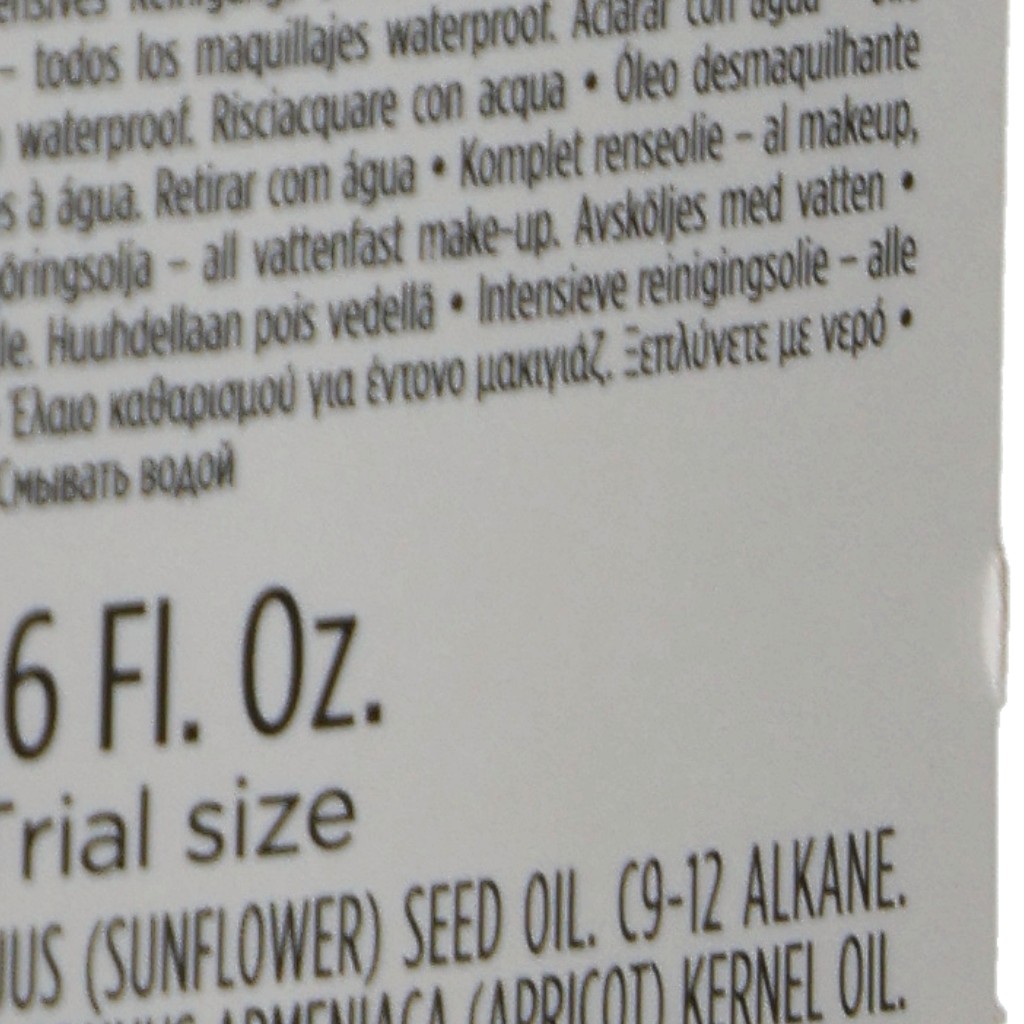 – todos los maquillajes waterproof. Aclarar con agua
waterproof. Risciacquare con acqua • Óleo desmaquilhante
à água. Retirar com água • Komplet renseolie – al makeup,
– all vattenfast make-up. Avsköljes med vatten •
Huuhdellaan pois vedellä • Intensieve reinigingsolie – alle
Έλαιο καθαρισμού για έντονο μακιγιάζ. Ξεπλύνετε με νερό •
Смывать водой
6 Fl. Oz.
Trial size
(SUNFLOWER) SEED OIL. C9-12 ALKANE.
ARMENIACA (APRICOT) KERNEL OIL.